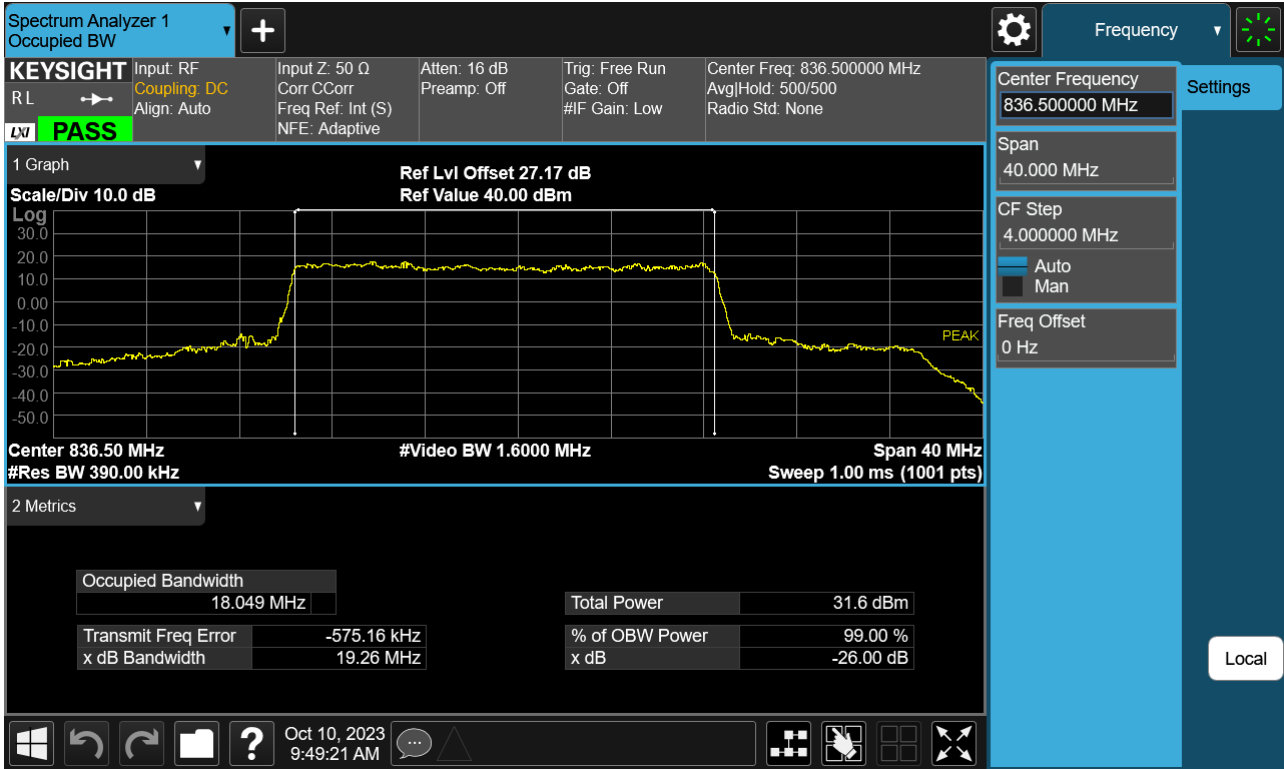 Spectrum Analyzer 1
Occupied BW
Frequency
KEYSIGHT
R L
LXI
PASS
Input: RF
Coupling: DC
Align: Auto
Input Z: 50 Ω
Corr CCorr
Freq Ref: Int (S)
NFE: Adaptive
Atten: 16 dB
Preamp: Off
Trig: Free Run
Gate: Off
#IF Gain: Low
Center Freq: 836.500000 MHz
Avg|Hold: 500/500
Radio Std: None
Center Frequency
836.500000 MHz
Settings
Span
40.000 MHz
CF Step
4.000000 MHz
Auto
Man
Freq Offset
0 Hz
Local
1 Graph
Ref Lvl Offset 27.17 dB
Scale/Div 10.0 dB
Ref Value 40.00 dBm
Log
30.0
20.0
10.0
0.00
-10.0
-20.0
-30.0
-40.0
-50.0
PEAK
Center 836.50 MHz
#Video BW 1.6000 MHz
Span 40 MHz
#Res BW 390.00 kHz
Sweep 1.00 ms (1001 pts)
2 Metrics
Occupied Bandwidth
18.049 MHz
Total Power 31.6 dBm
Transmit Freq Error -575.16 kHz
% of OBW Power 99.00 %
x dB Bandwidth 19.26 MHz
x dB -26.00 dB
?
Oct 10, 2023
9:49:21 AM